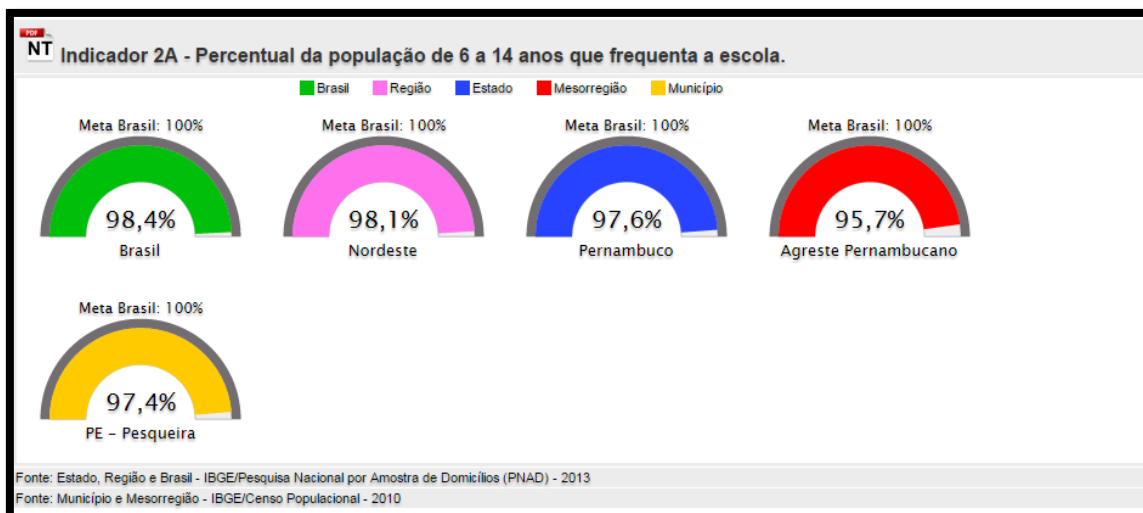 PDF
NT
Indicador 2A - Percentual da população de 6 a 14 anos que frequenta a escola.
Brasil Região Estado Mesorregião Município
Meta Brasil: 100% Meta Brasil: 100% Meta Brasil: 100% Meta Brasil: 100%
98,4% 98,1% 97,6% 95,7%
Brasil Nordeste Pernambuco Agreste Pernambucano
Meta Brasil: 100%
97,4%
PE - Pesqueira
Fonte: Estado, Região e Brasil - IBGE/Pesquisa Nacional por Amostra de Domicílios (PNAD) - 2013
Fonte: Município e Mesorregião - IBGE/Censo Populacional - 2010